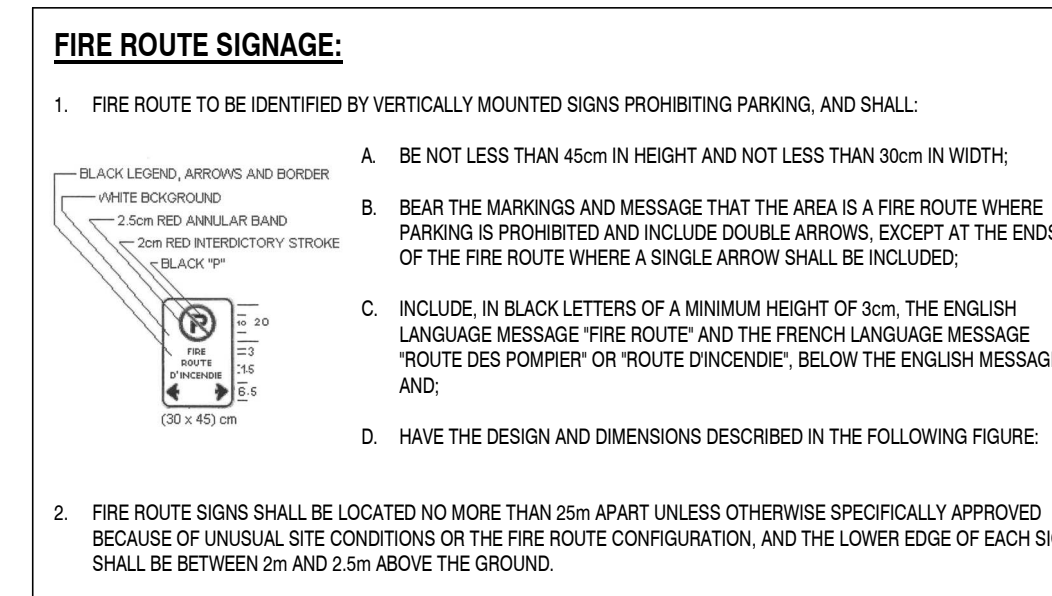 FIRE ROUTE SIGNAGE:
1. FIRE ROUTE TO BE IDENTIFIED BY VERTICALLY MOUNTED SIGNS PROHIBITING PARKING, AND SHALL:
A. BE NOT LESS THAN 45cm IN HEIGHT AND NOT LESS THAN 30cm IN WIDTH;
B. BEAR THE MARKINGS AND MESSAGE THAT THE AREA IS A FIRE ROUTE WHERE
PARKING IS PROHIBITED AND INCLUDE DOUBLE ARROWS, EXCEPT AT THE ENDS
OF THE FIRE ROUTE WHERE A SINGLE ARROW SHALL BE INCLUDED;
C. INCLUDE, IN BLACK LETTERS OF A MINIMUM HEIGHT OF 3cm, THE ENGLISH
LANGUAGE MESSAGE "FIRE ROUTE" AND THE FRENCH LANGUAGE MESSAGE
"ROUTE DES POMPIER" OR "ROUTE D'INCENDIE", BELOW THE ENGLISH MESSAG
AND;
D. HAVE THE DESIGN AND DIMENSIONS DESCRIBED IN THE FOLLOWING FIGURE:
BLACK LEGEND, ARROWS AND BORDER
WHITE BCKGROUND
2.5cm RED ANNULAR BAND
2cm RED INTERDICTORY STROKE
BLACK "P"
P
10 20
FIRE
3
ROUTE
1.5
D'INCENDIE
6.5
(30 x 45) cm
2. FIRE ROUTE SIGNS SHALL BE LOCATED NO MORE THAN 25m APART UNLESS OTHERWISE SPECIFICALLY APPROVED
BECAUSE OF UNUSUAL SITE CONDITIONS OR THE FIRE ROUTE CONFIGURATION, AND THE LOWER EDGE OF EACH SI
SHALL BE BETWEEN 2m AND 2.5m ABOVE THE GROUND.